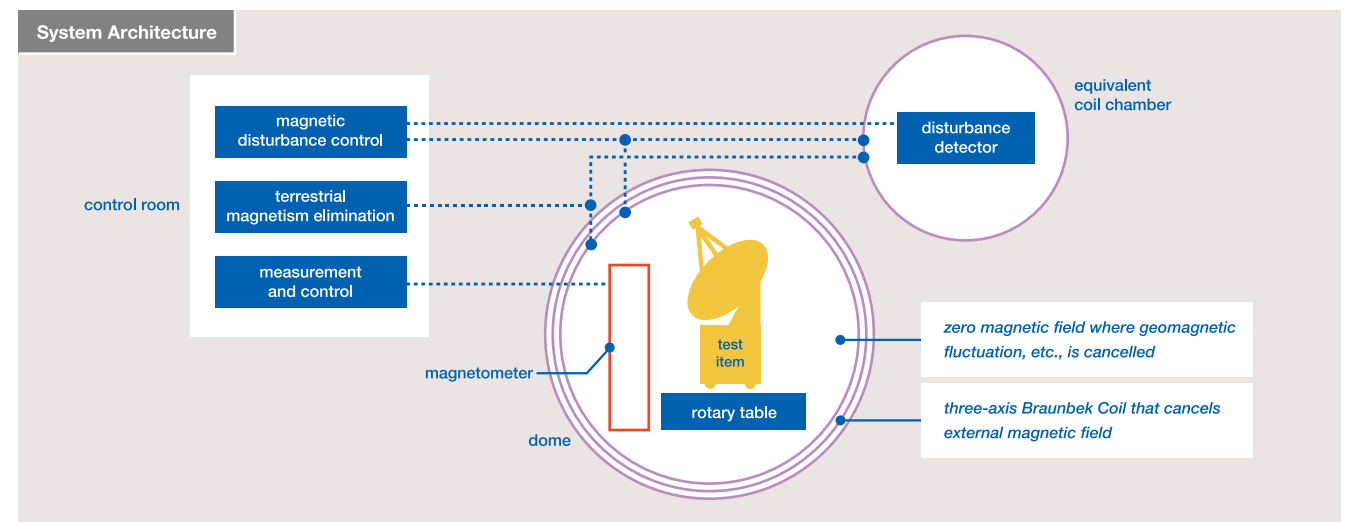 System Architecture
magnetic
disturbance control
terrestrial
magnetism elimination
measurement
and control
control room
equivalent
coil chamber
disturbance
detector
test
item
rotary table
magnetometer
dome
zero magnetic field where geomagnetic
fluctuation, etc., is cancelled
three-axis Braunbek Coil that cancels
external magnetic field